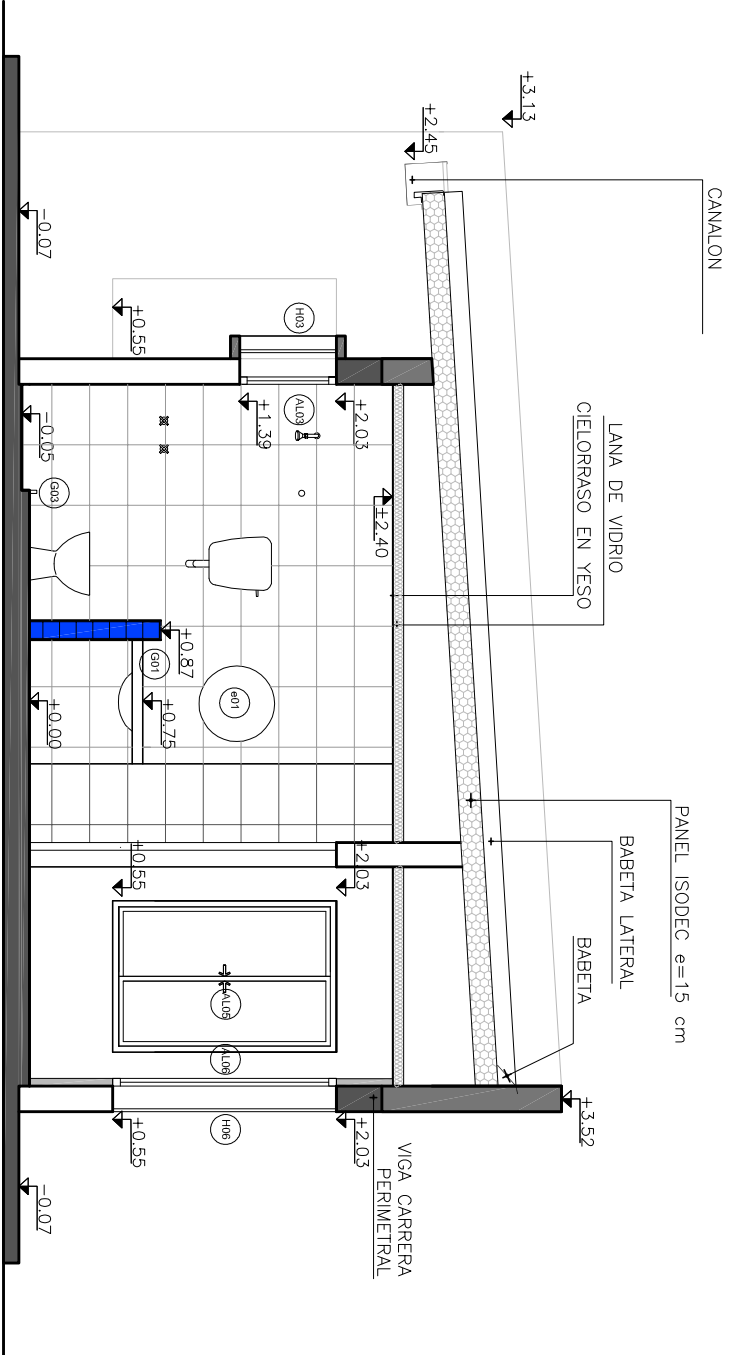 CANALON
LANA DE VIDRIO
CIELORRASO EN YESO
PANEL ISODEC e=15 cm
BABETA LATERAL
BABETA
+3.13
+2.45
+3.52
+2.03
+2.40
+2.03
+2.03
H03
AL03
+1.39
+0.55
-0.07
-0.05
G03
+0.87
G01
+0.75
e01
+0.00
+0.55
AL05
AL06
H06
+0.55
-0.07
VIGA CARRERA
PERIMETRAL